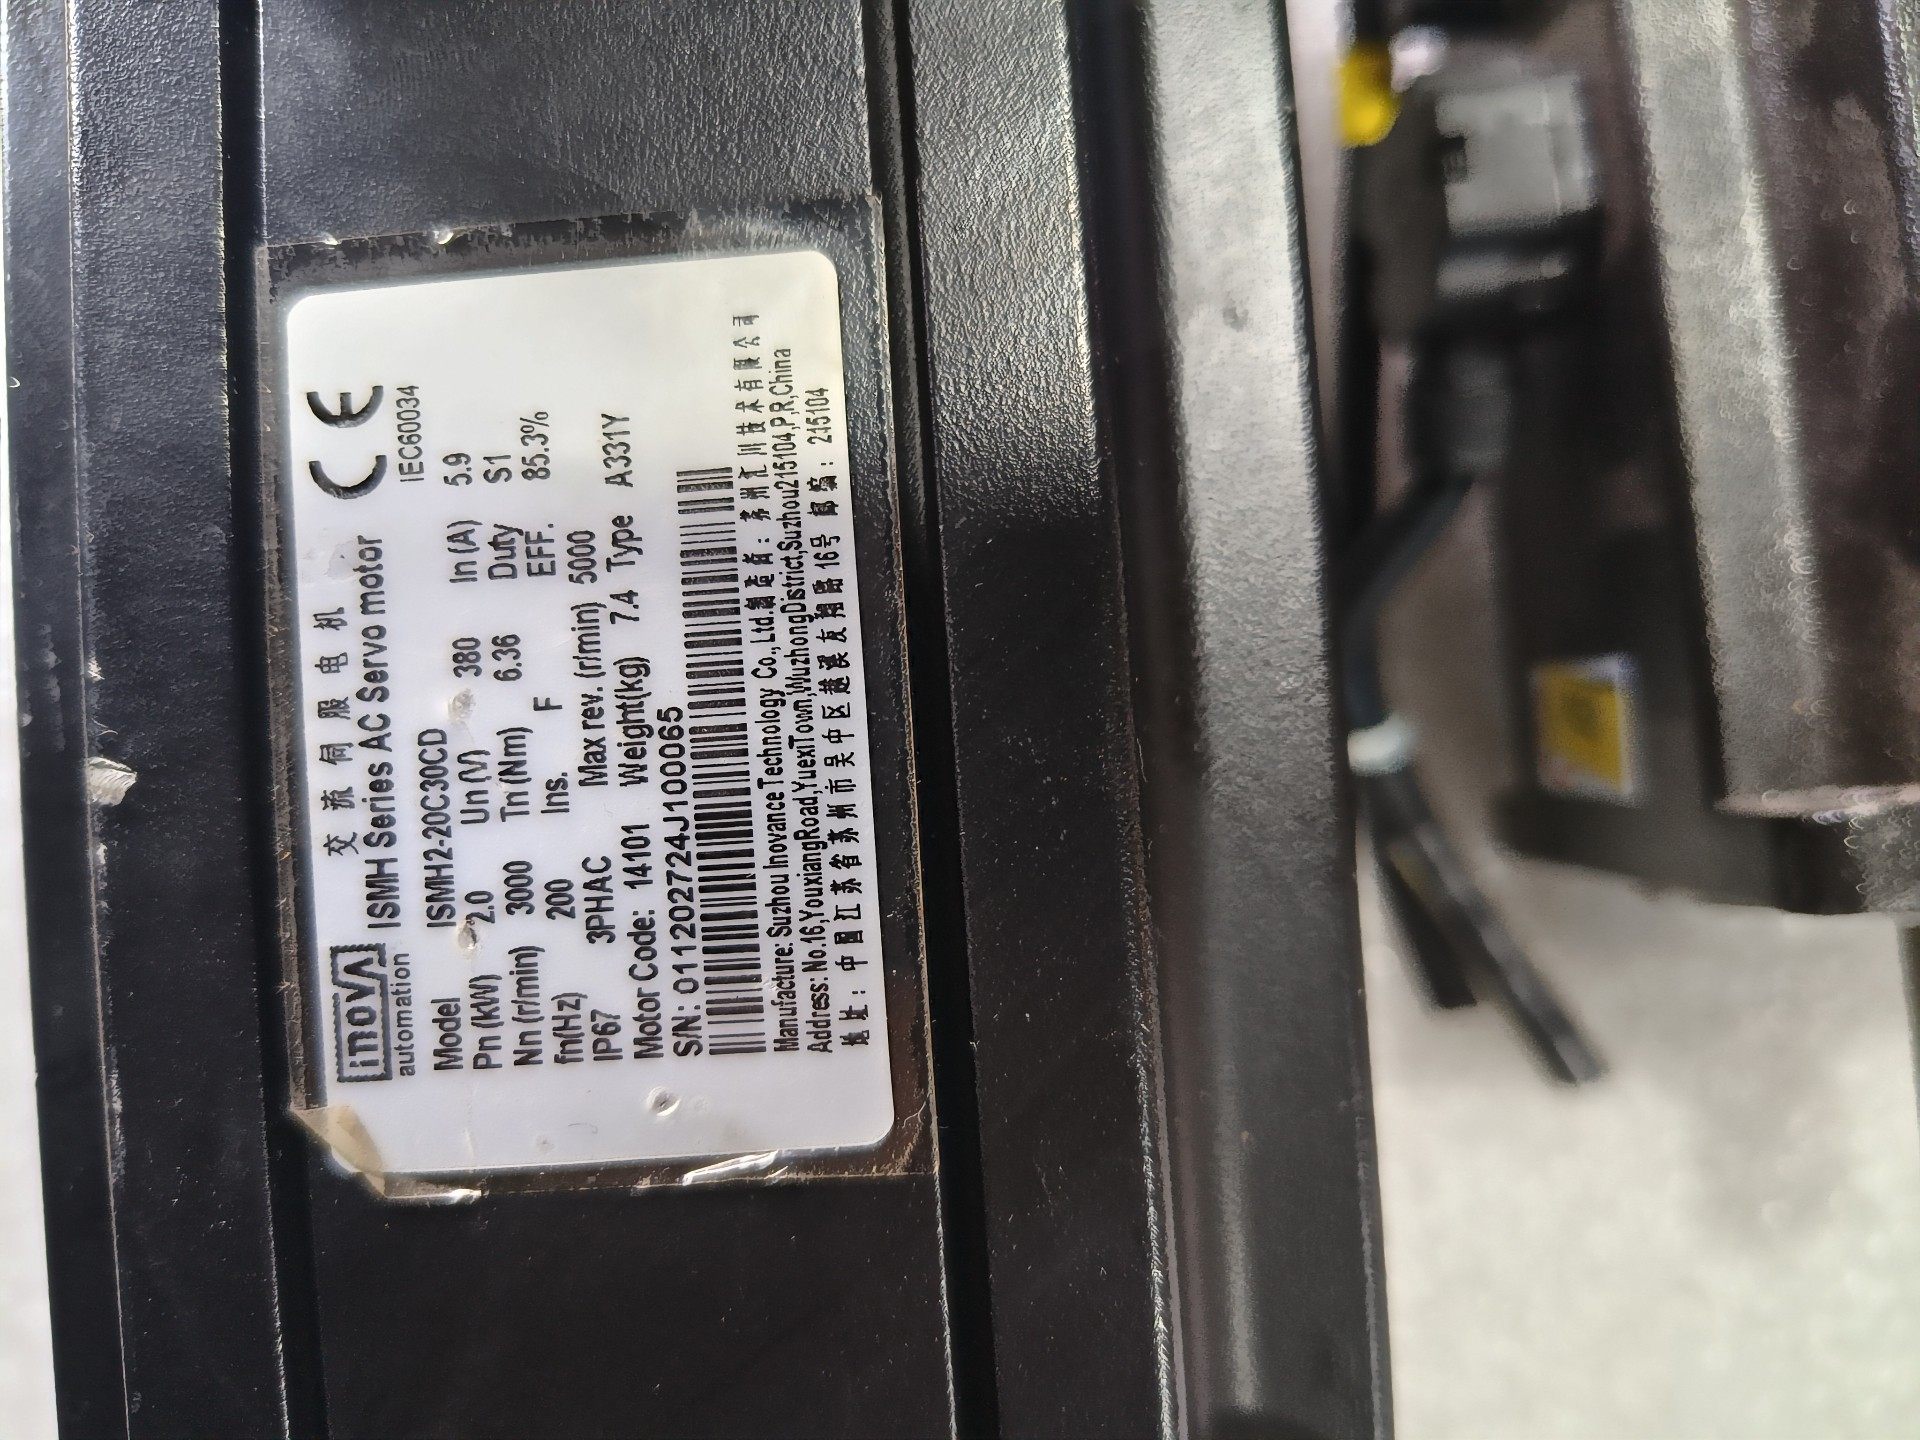 交流伺服电机
inova automation ISMH Series AC Servo motor CE
IEC60034
Model ISMH2-20C30CD
Pn (kW) 2.0 Un (V) 380 In (A) 5.9
Nn (r/min) 3000 Tn (Nm) 6.36 Duty S1
fn(Hz) 200 Ins. F EFF. 85.3%
IP67 3PHAC Max rev. (r/min) 5000
Motor Code: 14101 Weight(kg) 7.4 Type A331Y
S/N: 01120272​4J100065
Manufacture: Suzhou Inovance Technology Co., Ltd.制造商：苏州汇川技术有限公司
Address: No.16,YouxiangRoad,YuexiTown,WuzhongDistrict,Suzhou215104,P,R,China
地址：中国江苏省苏州市吴中区越溪友翔路16号 邮编：215104